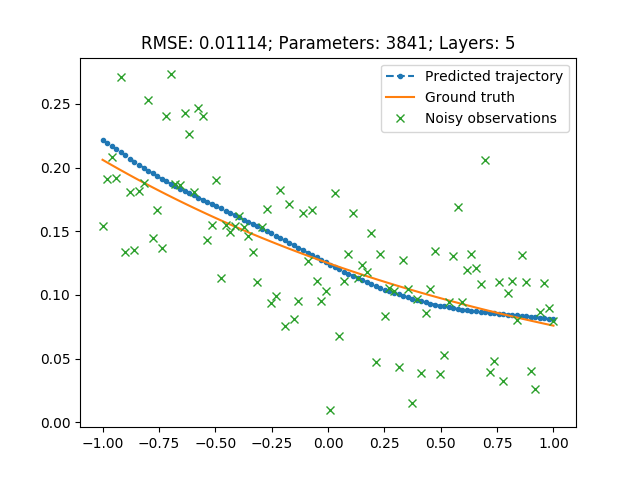 RMSE: 0.01114; Parameters: 3841; Layers: 5
Predicted trajectory
Ground truth
Noisy observations
0.25
0.20
0.15
0.10
0.05
0.00
−1.00 −0.75 −0.50 −0.25 0.00 0.25 0.50 0.75 1.00